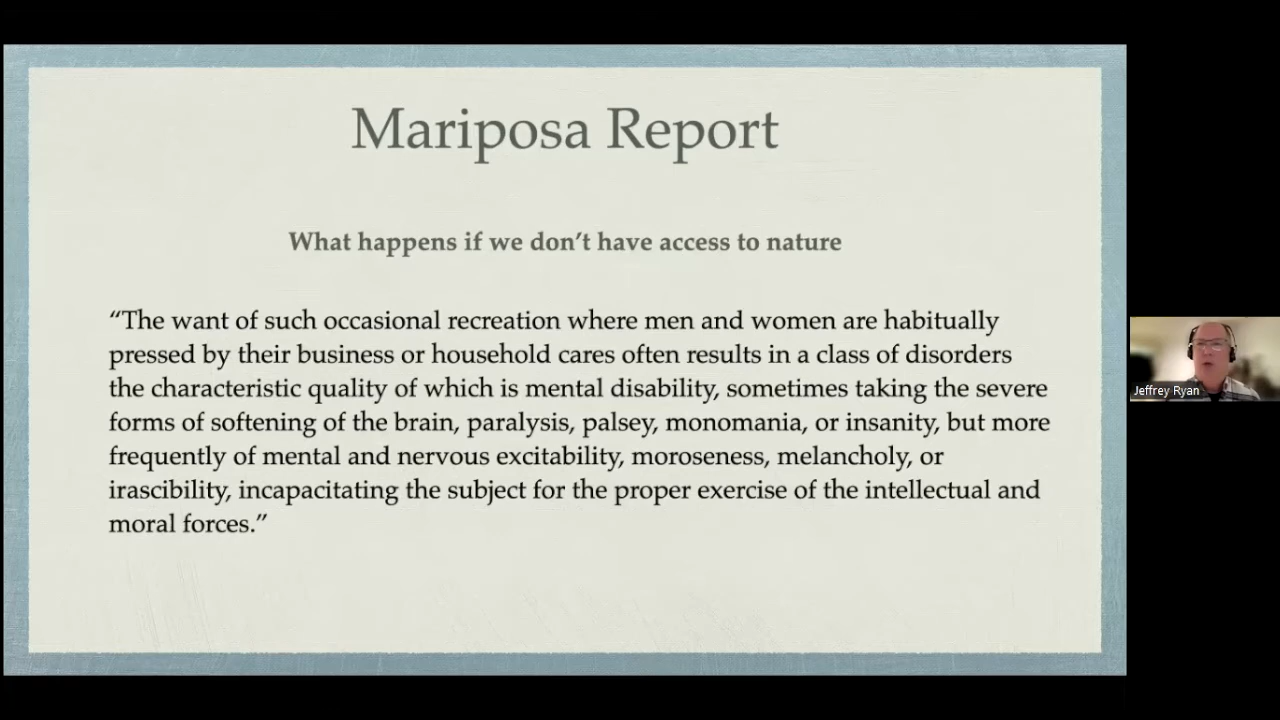 Mariposa Report
What happens if we don’t have access to nature
“The want of such occasional recreation where men and women are habitually
pressed by their business or household cares often results in a class of disorders
the characteristic quality of which is mental disability, sometimes taking the severe
forms of softening of the brain, paralysis, palsey, monomania, or insanity, but more
frequently of mental and nervous excitability, moroseness, melancholy, or
irascibility, incapacitating the subject for the proper exercise of the intellectual and
moral forces.”
Jeffrey Ryan